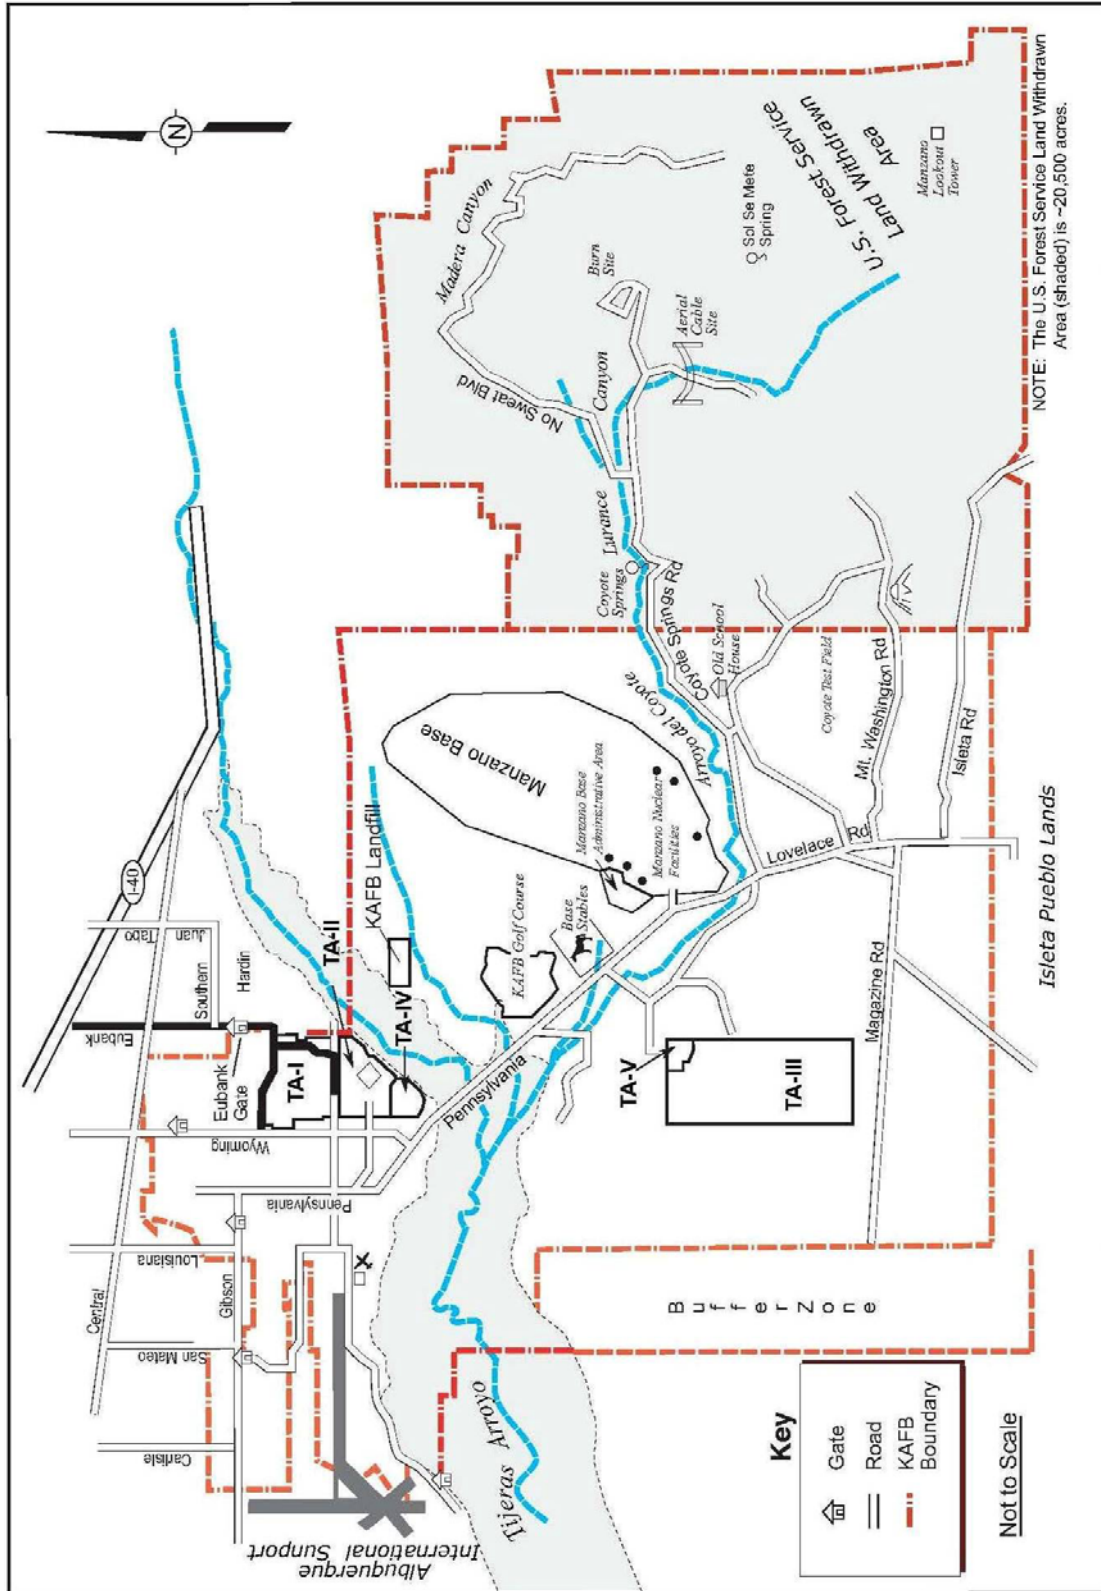 N
Albuquerque
International Sunport
Carlisle
San Mateo
Central
Gibson
Louisiana
Pennsylvania
Wyoming
Eubank
Gate
Eubank
Southern
Hardin
Juan
Tabo
I-40
TA-I
TA-II
TA-IV
KAFB Landfill
Pennsylvania
KAFB Golf Course
Base
Stables
Manzano Base
Manzano Base
Administrative Area
Manzano Nuclear
Facilities
Tijeras Arroyo
Arroyo del Coyote
Coyote Springs Rd
Coyote
Springs
Lurance
Canyon
No Sweat Blvd
Madera Canyon
Burn
Site
Aerial
Cable
Site
Sol Se Mete
Spring
U.S. Forest Service
Land Withdrawn
Area
Manzano
Lookout
Tower
Old School
House
Coyote Test Field
Lovelace Rd
Mt. Washington Rd
Isleta Rd
Magazine Rd
TA-V
TA-III
Buffer Zone
Isleta Pueblo Lands
Key
Gate
Road
KAFB
Boundary
Not to Scale
NOTE: The U.S. Forest Service Land Withdrawn
Area (shaded) is ~20,500 acres.